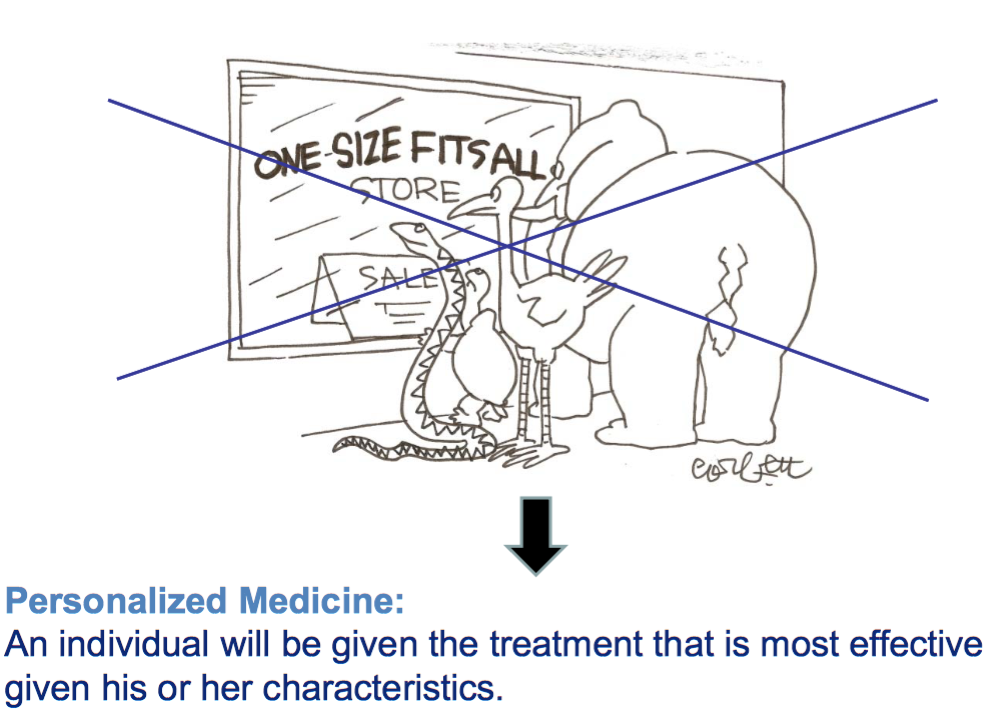 ONE-SIZE FITS ALL
STORE
SALE
Personalized Medicine:
An individual will be given the treatment that is most effective
given his or her characteristics.